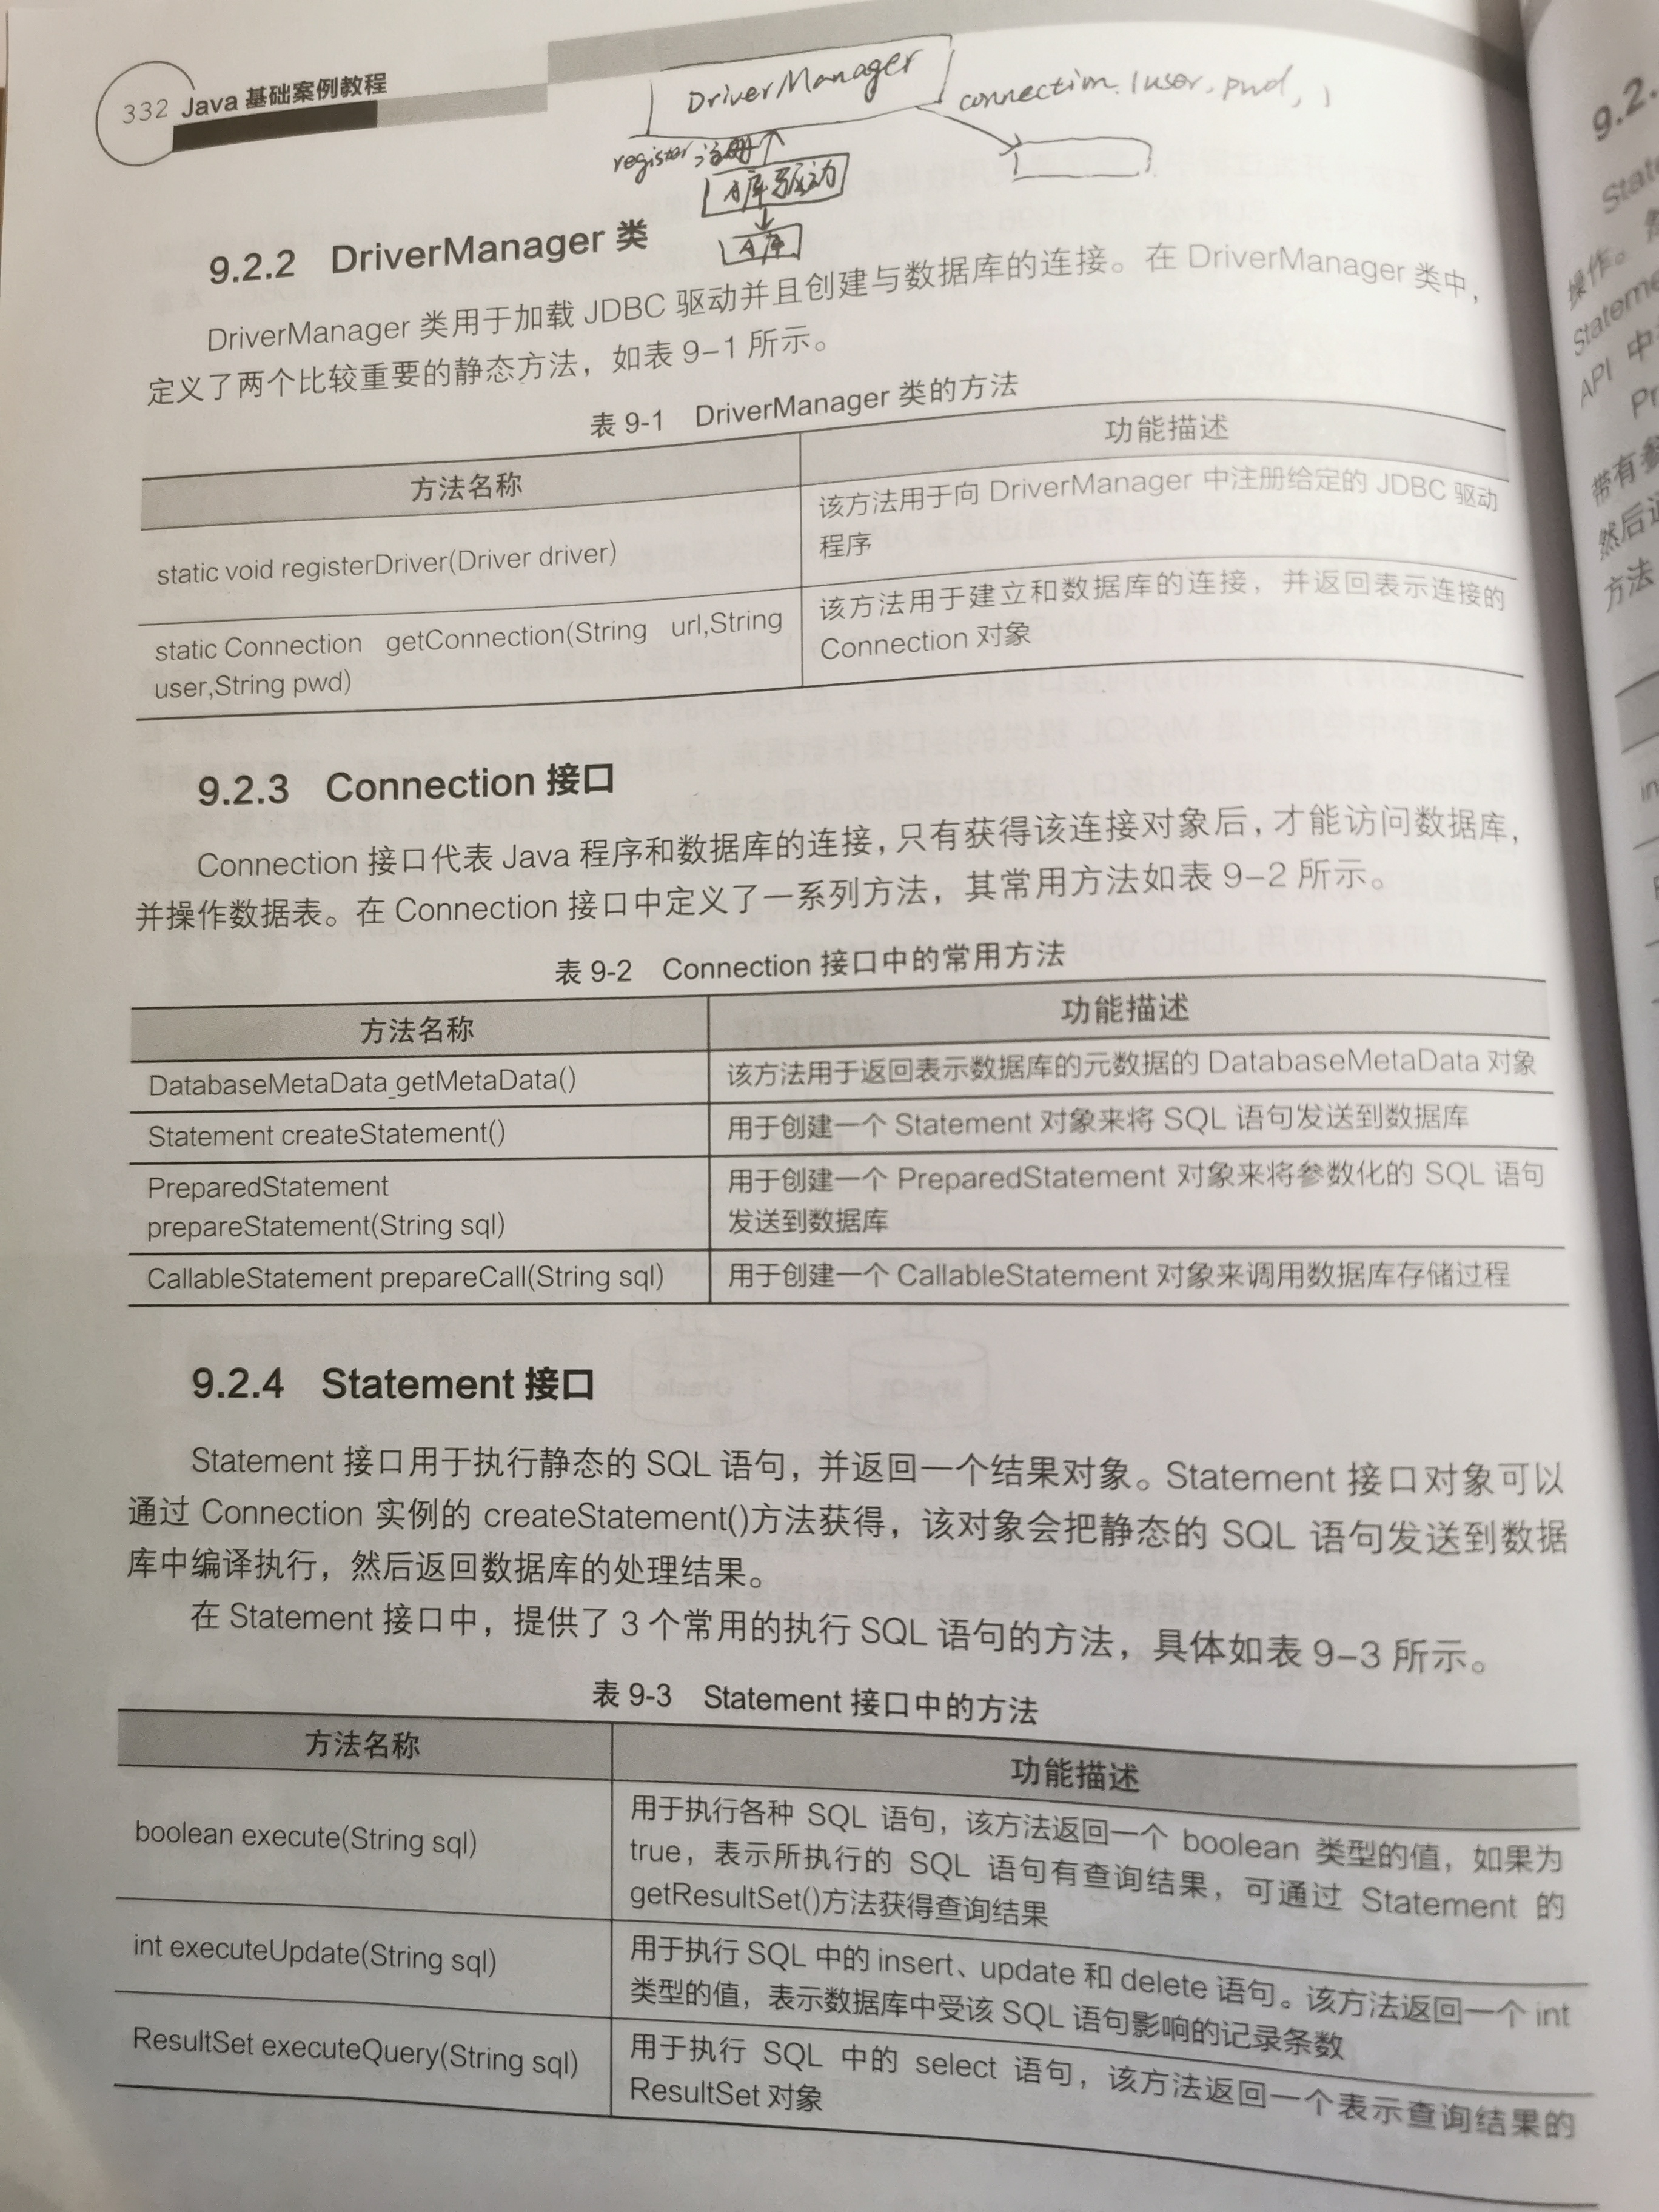 332 Java 基础案例教程
DriverManager
connection. (user, pwd,
register 注册
A库驱动
A库
9.2.2 DriverManager 类
DriverManager 类用于加载 JDBC 驱动并且创建与数据库的连接。在 DriverManager 类中，
定义了两个比较重要的静态方法，如表 9-1 所示。
表 9-1 DriverManager 类的方法
方法名称
功能描述
static void registerDriver(Driver driver)
该方法用于向 DriverManager 中注册给定的 JDBC 驱动
程序
static Connection getConnection(String url,String
user,String pwd)
该方法用于建立和数据库的连接，并返回表示连接的
Connection 对象
9.2.3 Connection 接口
Connection 接口代表 Java 程序和数据库的连接，只有获得该连接对象后，才能访问数据库，
并操作数据表。在 Connection 接口中定义了一系列方法，其常用方法如表 9-2 所示。
表 9-2 Connection 接口中的常用方法
方法名称
功能描述
DatabaseMetaData getMetaData()
该方法用于返回表示数据库的元数据的 DatabaseMetaData 对象
Statement createStatement()
用于创建一个 Statement 对象来将 SQL 语句发送到数据库
PreparedStatement
prepareStatement(String sql)
用于创建一个 PreparedStatement 对象来将参数化的 SQL 语句
发送到数据库
CallableStatement prepareCall(String sql)
用于创建一个 CallableStatement 对象来调用数据库存储过程
9.2.4 Statement 接口
Statement 接口用于执行静态的 SQL 语句，并返回一个结果对象。Statement 接口对象可以
通过 Connection 实例的 createStatement()方法获得，该对象会把静态的 SQL 语句发送到数据
库中编译执行，然后返回数据库的处理结果。
在 Statement 接口中，提供了 3 个常用的执行 SQL 语句的方法，具体如表 9-3 所示。
表 9-3 Statement 接口中的方法
方法名称
功能描述
boolean execute(String sql)
用于执行各种 SQL 语句，该方法返回一个 boolean 类型的值，如果为
true，表示所执行的 SQL 语句有查询结果，可通过 Statement 的
getResultSet()方法获得查询结果
int executeUpdate(String sql)
用于执行 SQL 中的 insert、update 和 delete 语句。该方法返回一个 int
类型的值，表示数据库中受该 SQL 语句影响的记录条数
ResultSet executeQuery(String sql)
用于执行 SQL 中的 select 语句，该方法返回一个表示查询结果的
ResultSet 对象
9.2.
State
操作。
Stateme
API 中
Pr
带有参
然后
方法
in